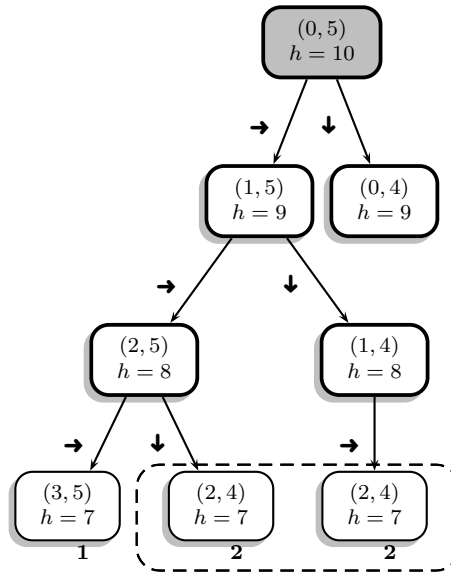 (0, 5)
h = 10
(1, 5)
h = 9
(0, 4)
h = 9
(2, 5)
h = 8
(1, 4)
h = 8
(3, 5)
h = 7
(2, 4)
h = 7
(2, 4)
h = 7
1
2
2